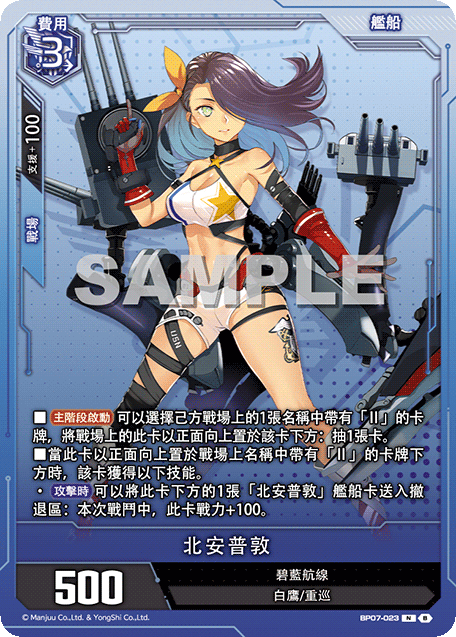 費用
3
艦船
支援+100
戰場
SAMPLE
USN
■ 主階段啟動 可以選擇己方戰場上的1張名稱中帶有「II」的卡
牌，將戰場上的此卡以正面向上置於該卡下方：抽1張卡。
■當此卡以正面向上置於戰場上名稱中帶有「II」的卡牌下
方時，該卡獲得以下技能。
・ 攻擊時 可以將此卡下方的1張「北安普敦」艦船卡送入撤
退區：本次戰鬥中，此卡戰力+100。
北安普敦
500
碧藍航線
白鷹/重巡
© Manjuu Co.,Ltd. & YongShi Co.,Ltd.
BP07-023 N B